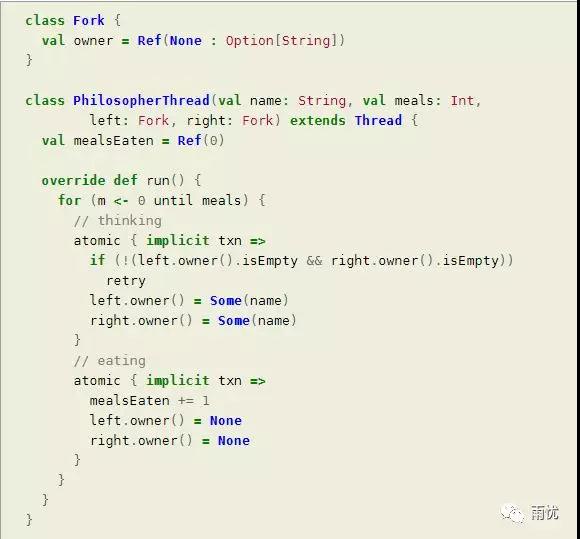 class Fork {
  val owner = Ref(None : Option[String])
}

class PhilosopherThread(val name: String, val meals: Int,
        left: Fork, right: Fork) extends Thread {
  val mealsEaten = Ref(0)

  override def run() {
    for (m <- 0 until meals) {
      // thinking
      atomic { implicit txn =>
        if (!(left.owner().isEmpty && right.owner().isEmpty))
          retry
        left.owner() = Some(name)
        right.owner() = Some(name)
      }
      // eating
      atomic { implicit txn =>
        mealsEaten += 1
        left.owner() = None
        right.owner() = None
      }
    }
  }
}
雨忧